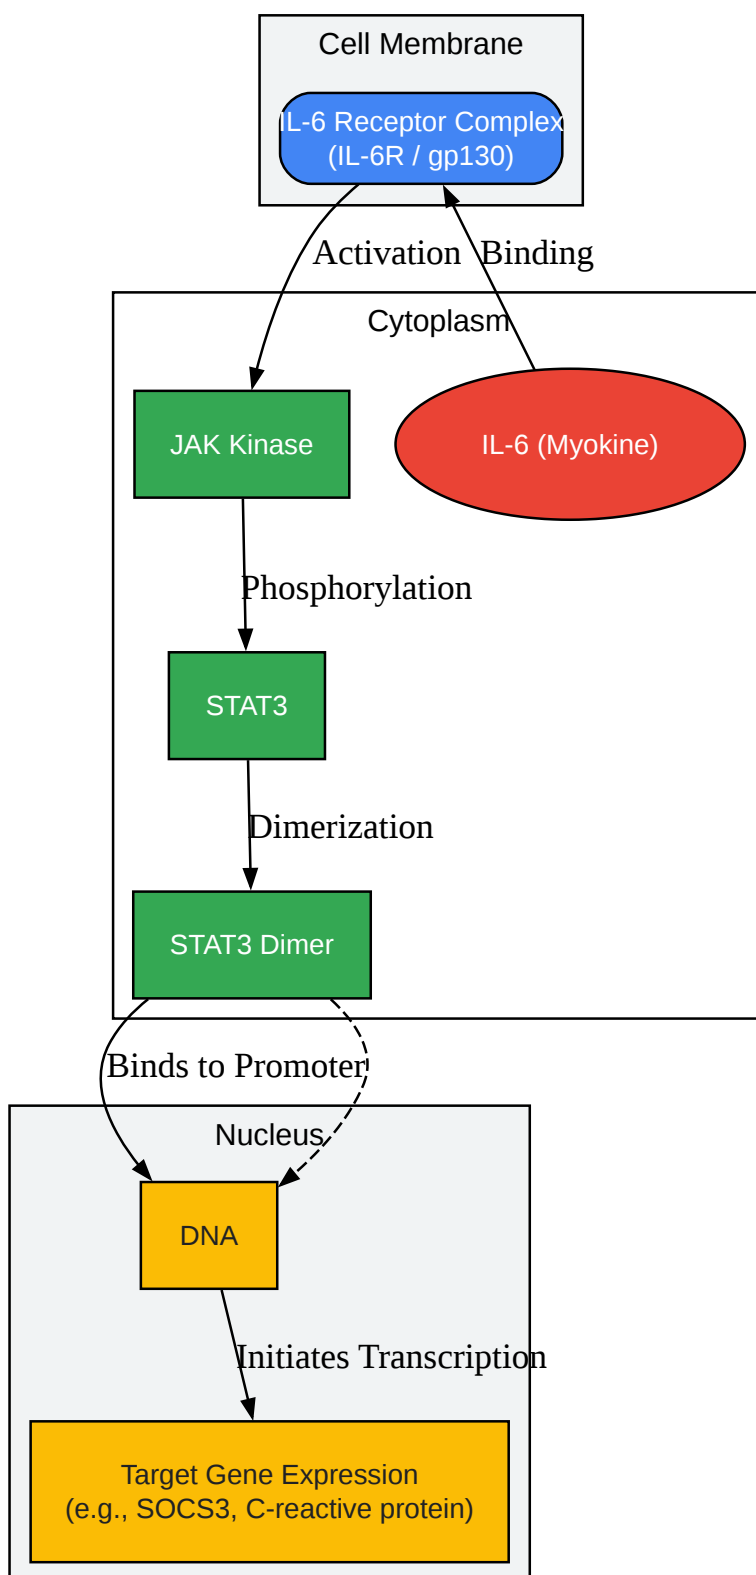 Cell Membrane
IL-6 Receptor Complex
(IL-6R / gp130)
Activation
Binding
Cytoplasm
JAK Kinase
IL-6 (Myokine)
Phosphorylation
STAT3
Dimerization
STAT3 Dimer
Binds to Promoter
Nucleus
DNA
Initiates Transcription
Target Gene Expression
(e.g., SOCS3, C-reactive protein)